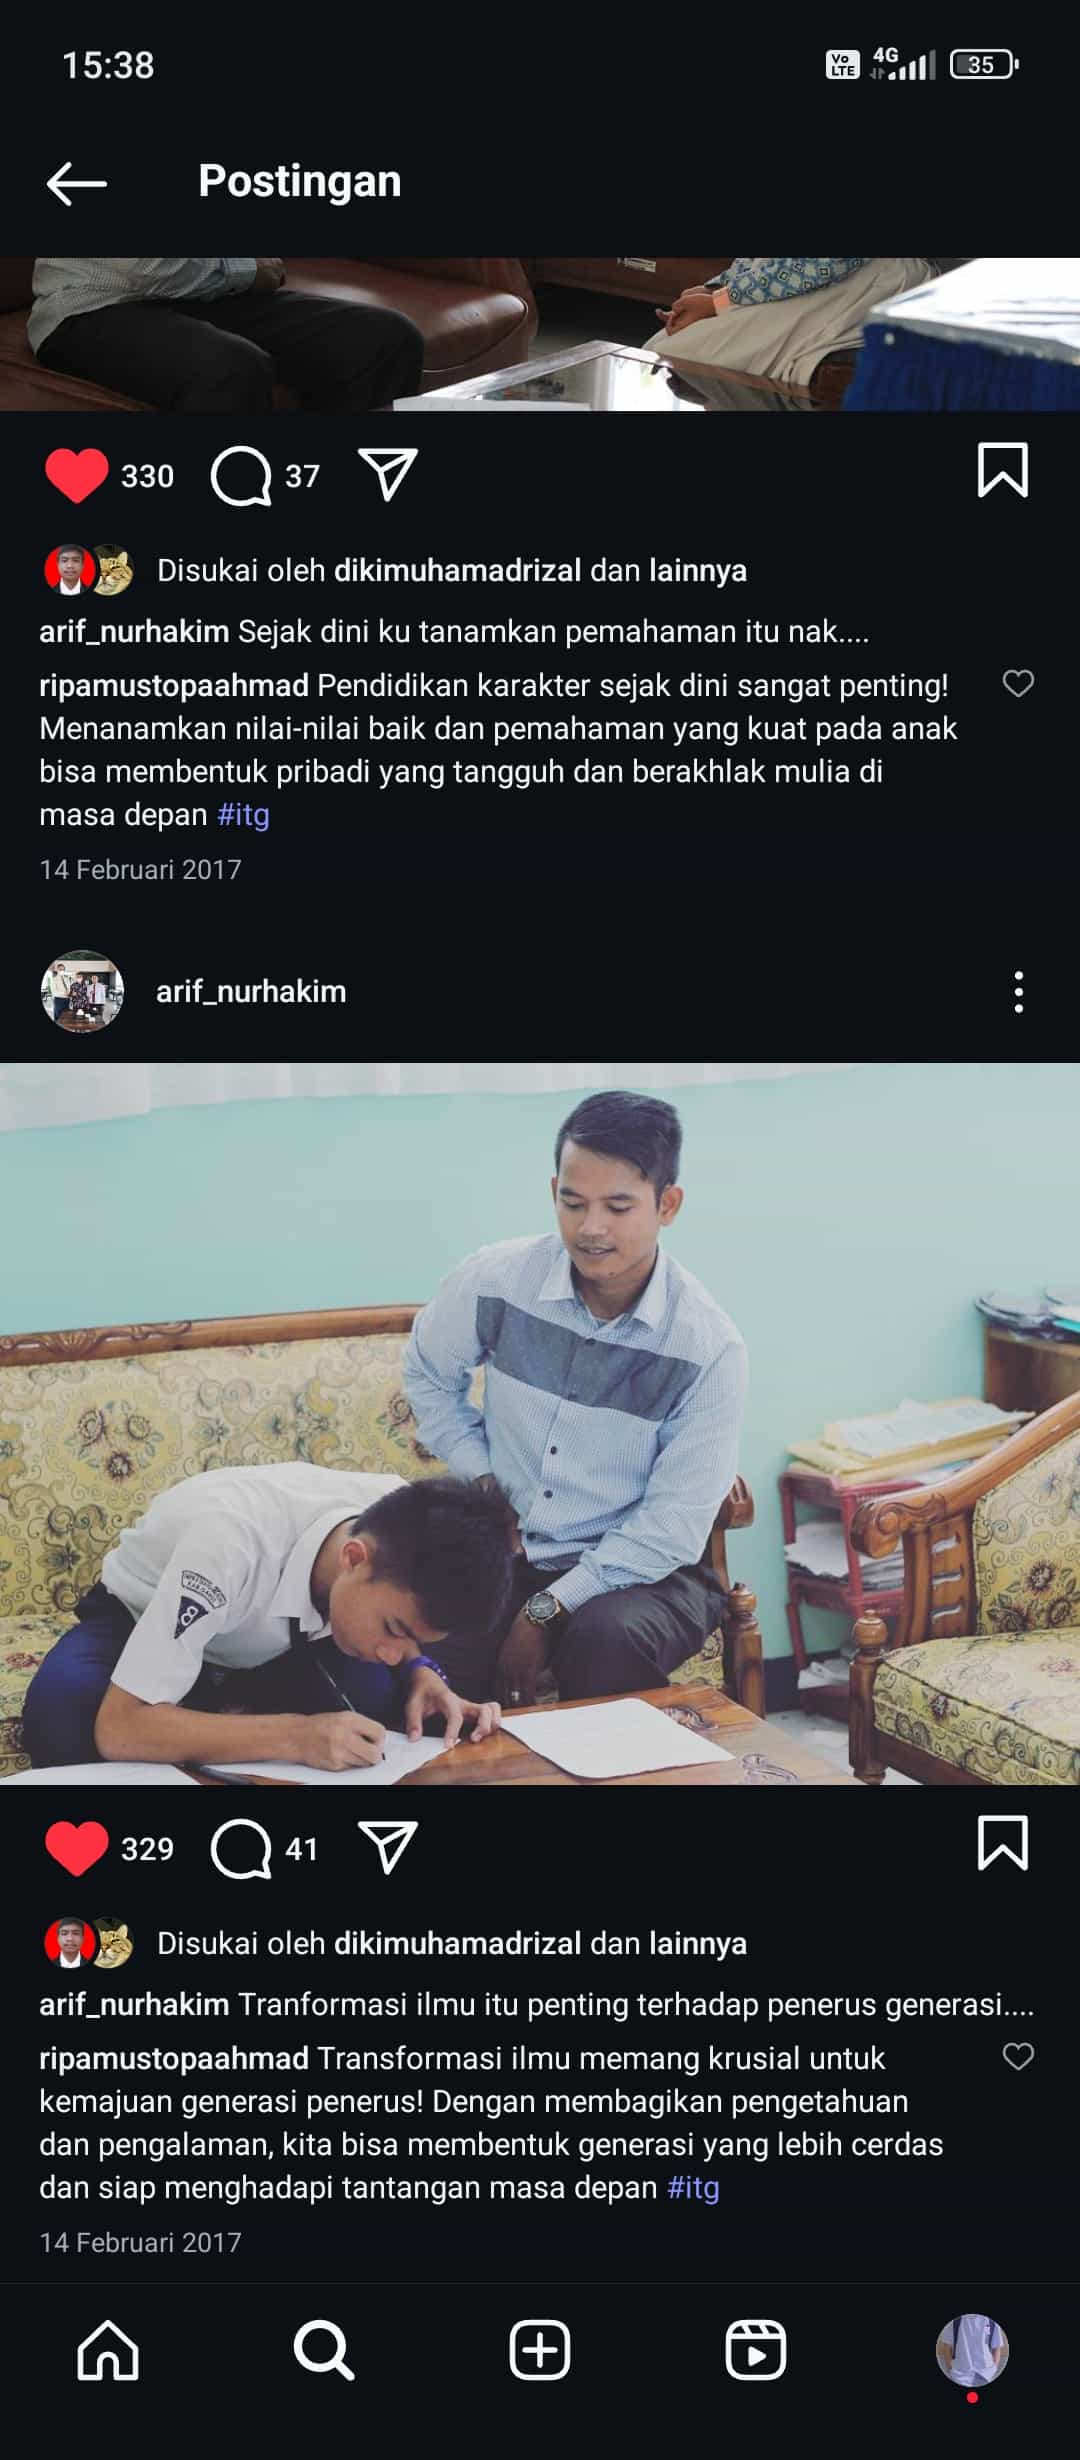 15:38
Vo LTE 4G 35
Postingan
330 37
Disukai oleh dikimuhamadrizal dan lainnya
arif_nurhakim Sejak dini ku tanamkan pemahaman itu nak....
ripamustopaahmad Pendidikan karakter sejak dini sangat penting!
Menanamkan nilai-nilai baik dan pemahaman yang kuat pada anak
bisa membentuk pribadi yang tangguh dan berakhlak mulia di
masa depan #itg
14 Februari 2017
arif_nurhakim
8
329 41
Disukai oleh dikimuhamadrizal dan lainnya
arif_nurhakim Tranformasi ilmu itu penting terhadap penerus generasi....
ripamustopaahmad Transformasi ilmu memang krusial untuk
kemajuan generasi penerus! Dengan membagikan pengetahuan
dan pengalaman, kita bisa membentuk generasi yang lebih cerdas
dan siap menghadapi tantangan masa depan #itg
14 Februari 2017